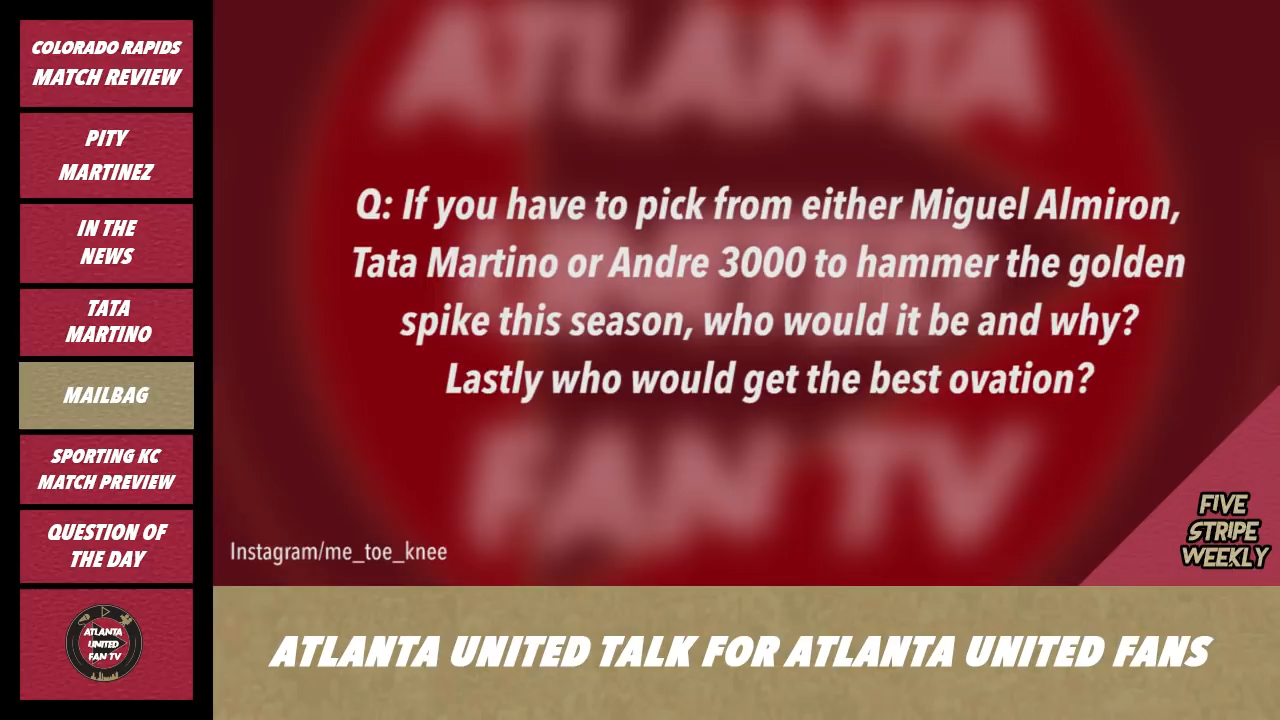 COLORADO RAPIDS
MATCH REVIEW
PITY
MARTINEZ
IN THE
NEWS
TATA
MARTINO
MAILBAG
SPORTING KC
MATCH PREVIEW
QUESTION OF
THE DAY
ATLANTA
UNITED
FAN TV
ATLANTA
Q: If you have to pick from either Miguel Almiron,
Tata Martino or Andre 3000 to hammer the golden
spike this season, who would it be and why?
Lastly who would get the best ovation?
FAN TV
Instagram/me_toe_knee
FIVE
STRIPE
WEEKLY
ATLANTA UNITED TALK FOR ATLANTA UNITED FANS